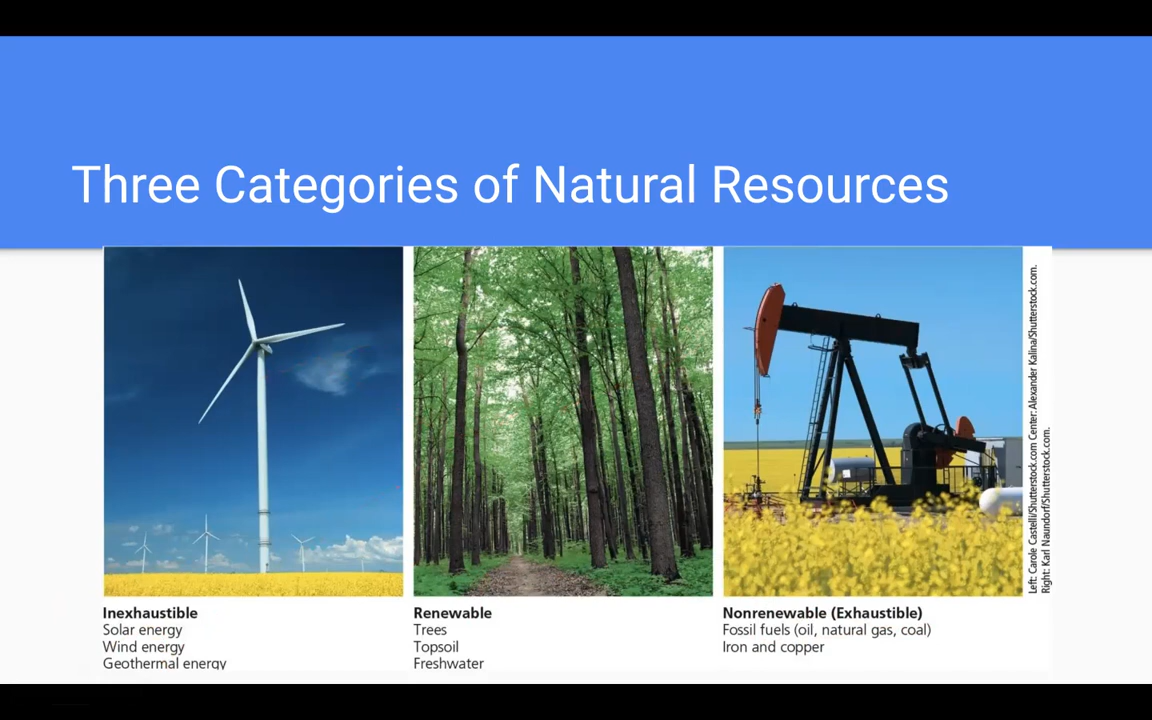 Three Categories of Natural Resources
Left: Carole Castelli/Shutterstock.com Center: Alexander Kalina/Shutterstock.com.
Right: Karl Naundorf/Shutterstock.com.
Inexhaustible
Solar energy
Wind energy
Geothermal energy
Renewable
Trees
Topsoil
Freshwater
Nonrenewable (Exhaustible)
Fossil fuels (oil, natural gas, coal)
Iron and copper